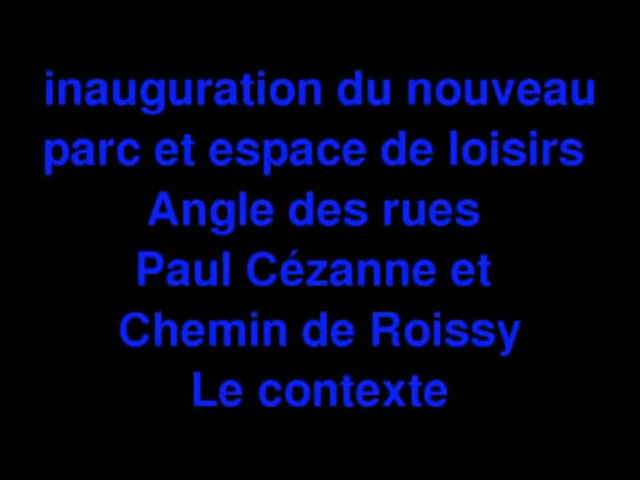 inauguration du nouveau
parc et espace de loisirs
Angle des rues
Paul Cézanne et
Chemin de Roissy
Le contexte